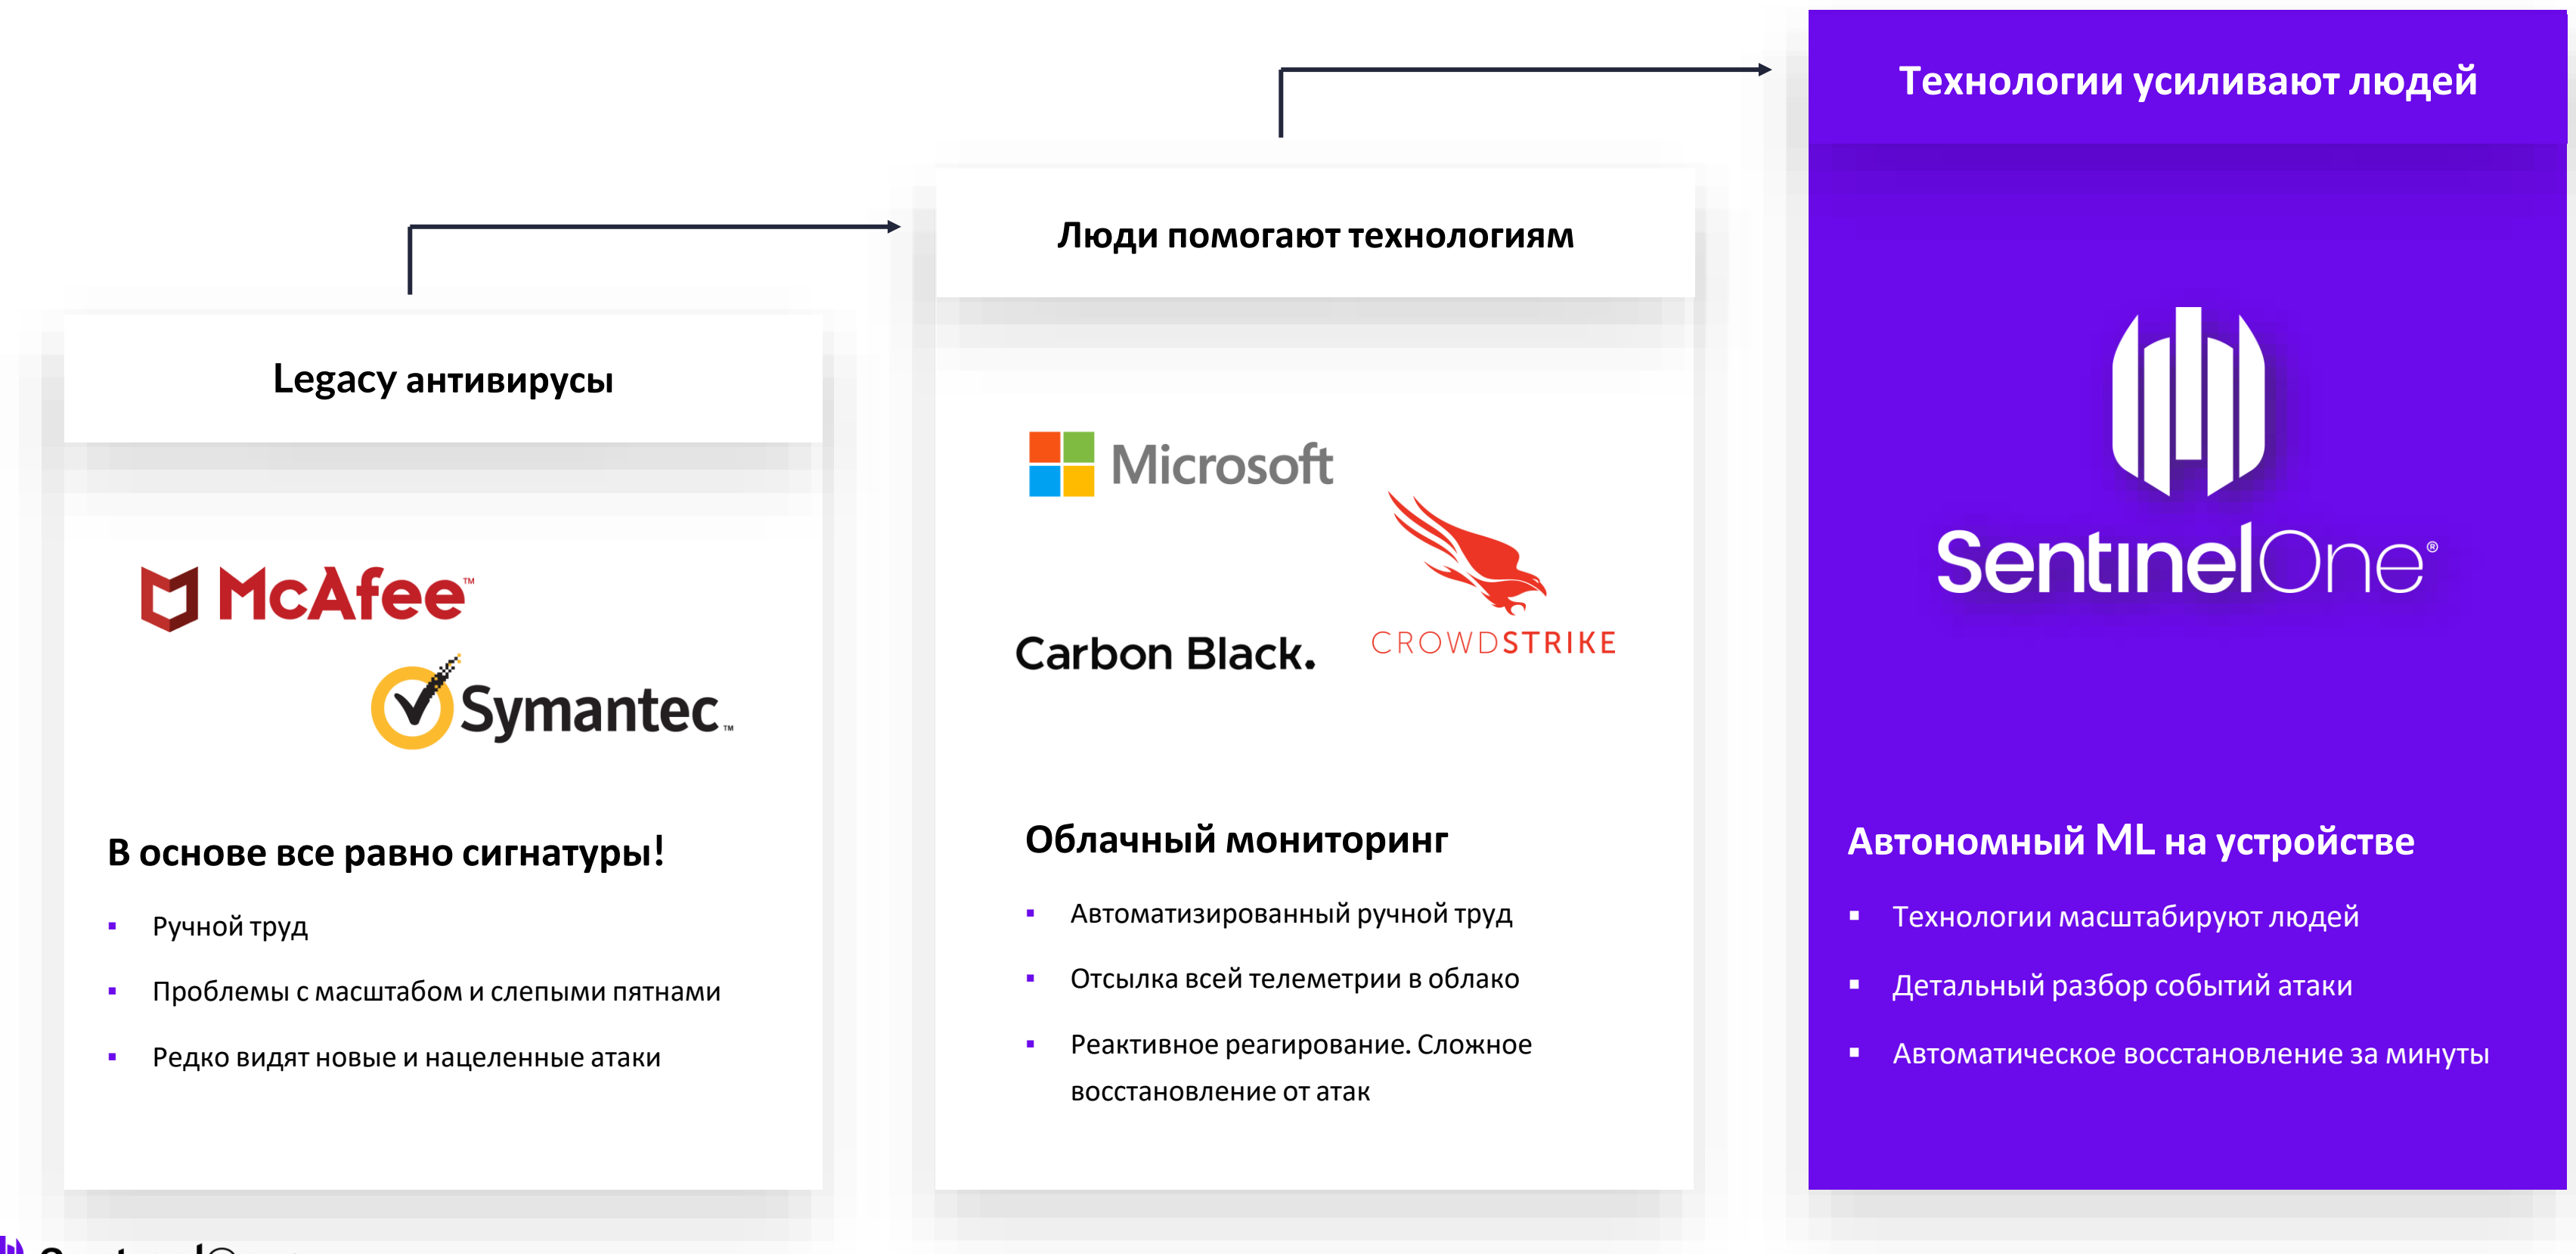 Технологии усиливают людей
Люди помогают технологиям
Legacy антивирусы
McAfee™
Symantec™
В основе все равно сигнатуры!
Ручной труд
Проблемы с масштабом и слепыми пятнами
Редко видят новые и нацеленные атаки
Microsoft
CROWDSTRIKE
Carbon Black.
Облачный мониторинг
Автоматизированный ручной труд
Отсылка всей телеметрии в облако
Реактивное реагирование. Сложное
восстановление от атак
SentinelOne®
Автономный ML на устройстве
Технологии масштабируют людей
Детальный разбор событий атаки
Автоматическое восстановление за минуты